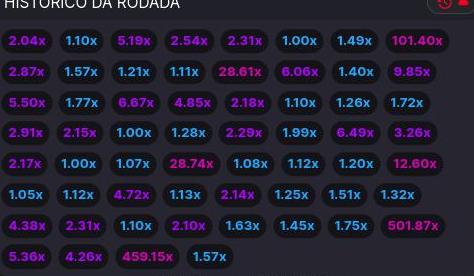 HISTÓRICO DA RODADA
2.04x 1.10x 5.19x 2.54x 2.31x 1.00x 1.49x 101.40x
2.87x 1.57x 1.21x 1.11x 28.61x 6.06x 1.40x 9.85x
5.50x 1.77x 6.67x 4.85x 2.18x 1.10x 1.26x 1.72x
2.91x 2.15x 1.00x 1.28x 2.29x 1.99x 6.49x 3.26x
2.17x 1.00x 1.07x 28.74x 1.08x 1.12x 1.20x 12.60x
1.05x 1.12x 4.72x 1.13x 2.14x 1.25x 1.51x 1.32x
4.38x 2.31x 1.10x 2.10x 1.63x 1.45x 1.75x 501.87x
5.36x 4.26x 459.15x 1.57x